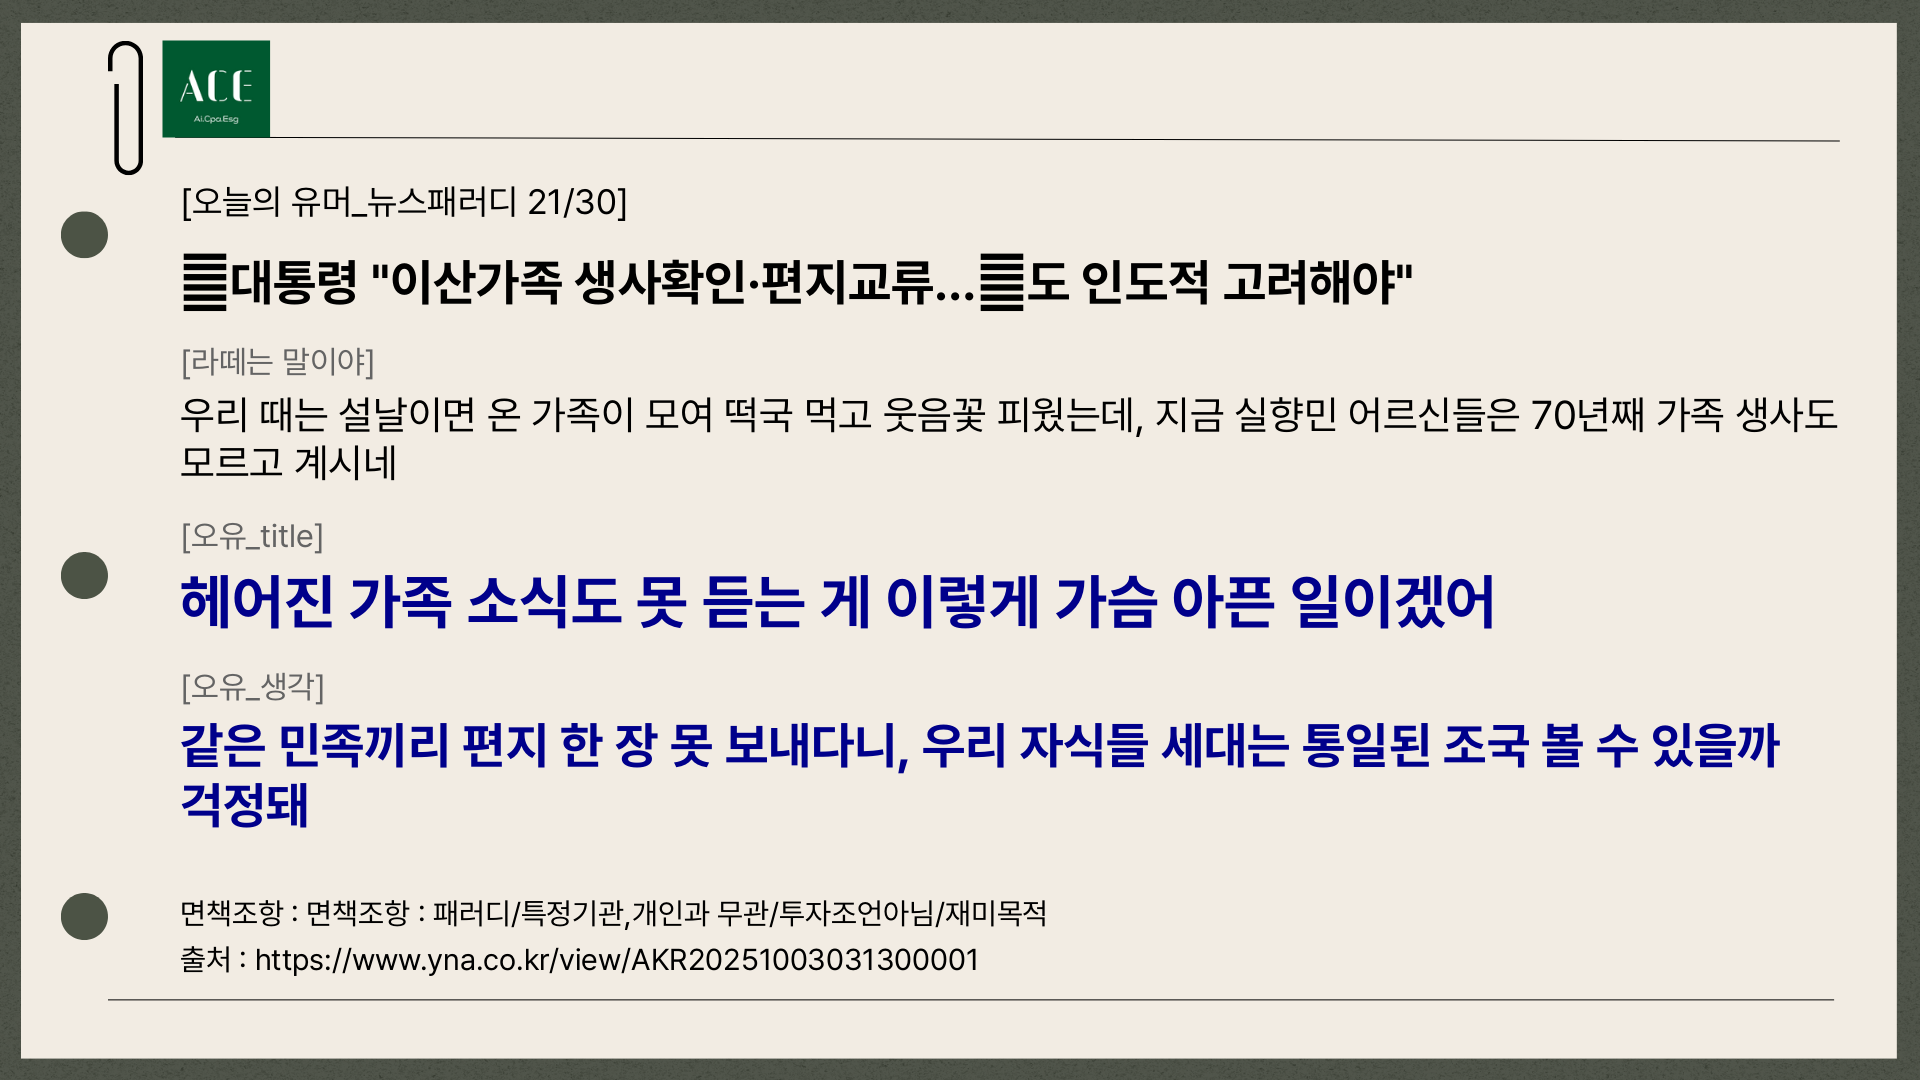 ACE
Ai.Cpa.Esg
[오늘의 유머_뉴스패러디 21/30]
䷀대통령 "이산가족 생사확인·편지교류...䷀도 인도적 고려해야"
[라떼는 말이야]
우리 때는 설날이면 온 가족이 모여 떡국 먹고 웃음꽃 피웠는데, 지금 실향민 어르신들은 70년째 가족 생사도
모르고 계시네
[오유_title]
헤어진 가족 소식도 못 듣는 게 이렇게 가슴 아픈 일이겠어
[오유_생각]
같은 민족끼리 편지 한 장 못 보내다니, 우리 자식들 세대는 통일된 조국 볼 수 있을까
걱정돼
면책조항 : 면책조항 : 패러디/특정기관,개인과 무관/투자조언아님/재미목적
출처 : https://www.yna.co.kr/view/AKR20251003031300001